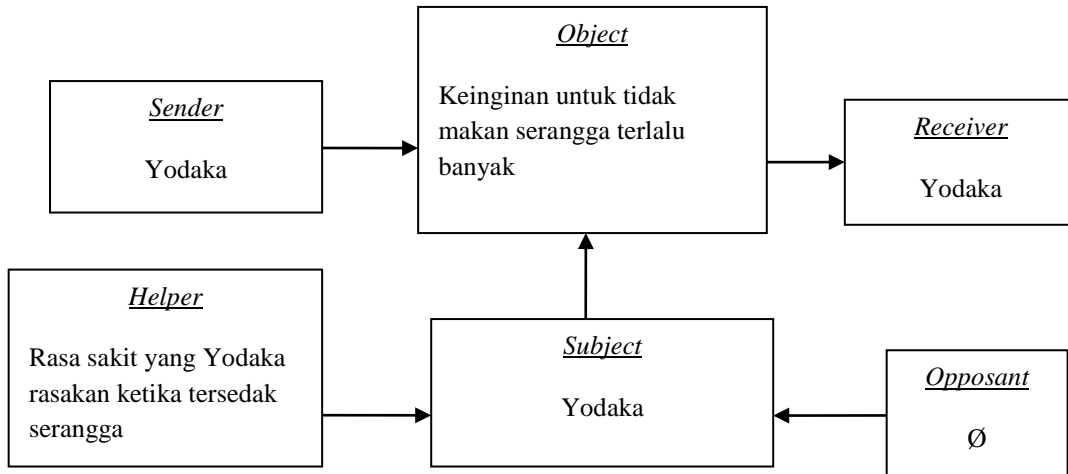 Object
Keinginan untuk tidak
makan serangga terlalu
banyak
Sender
Yodaka
Receiver
Yodaka
Helper
Rasa sakit yang Yodaka
rasakan ketika tersedak
serangga
Subject
Yodaka
Opposant
Ø